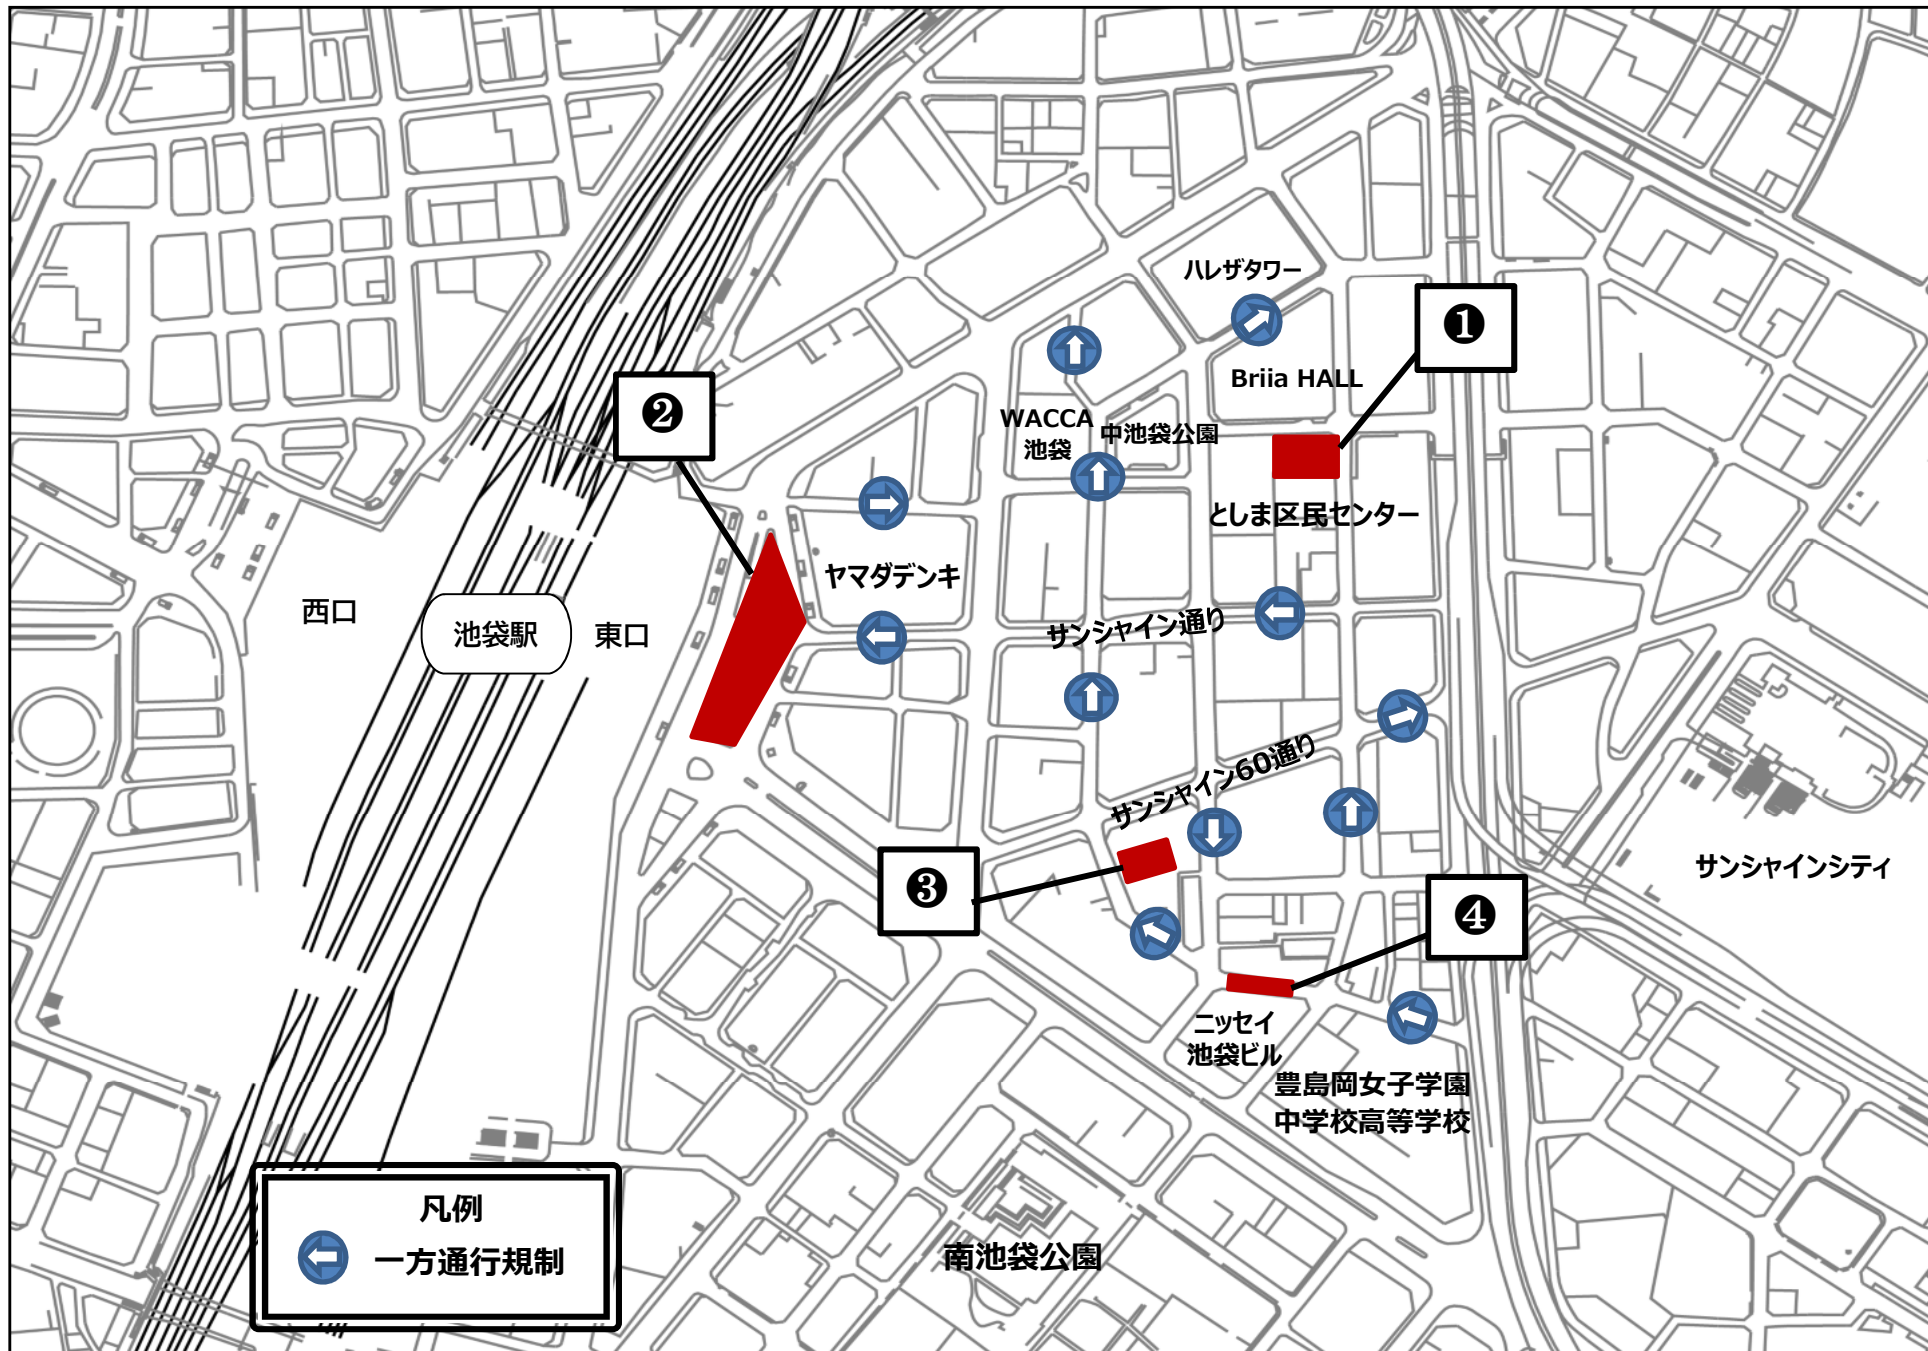 ハレザタワー
❶
Briia HALL
❷
WACCA
池袋
中池袋公園
としま区民センター
ヤマダデンキ
西口
池袋駅
東口
サンシャイン通り
サンシャイン60通り
❸
サンシャインシティ
❹
ニッセイ
池袋ビル
豊島岡女子学園
中学校高等学校
凡例
一方通行規制
南池袋公園